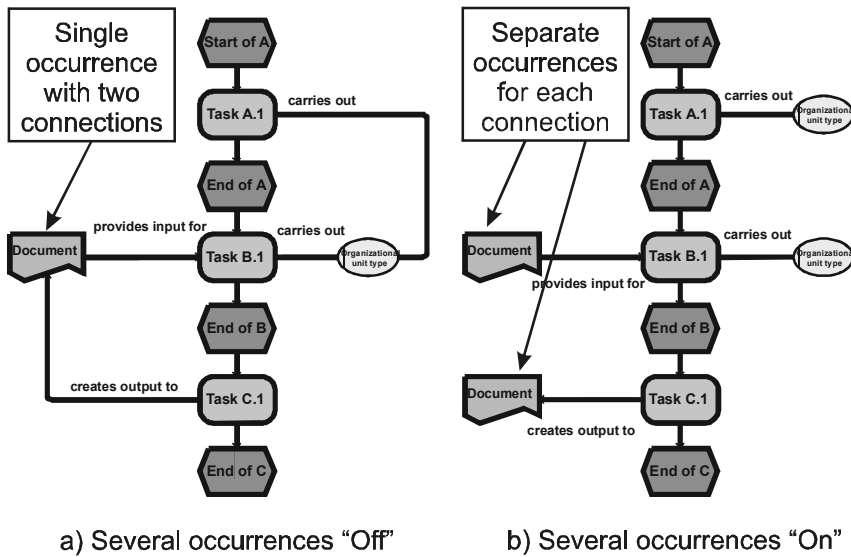 Single
occurrence
with two
connections
Start of A
carries out
Task A.1
End of A
provides input for
carries out
Document
Task B.1
Organizational
unit type
End of B
creates output to
Task C.1
End of C
a) Several occurrences “Off”
Separate
occurrences
for each
connection
Start of A
carries out
Task A.1
Organizational
unit type
End of A
carries out
Document
Task B.1
Organizational
unit type
provides input for
End of B
Document
Task C.1
creates output to
End of C
b) Several occurrences “On”